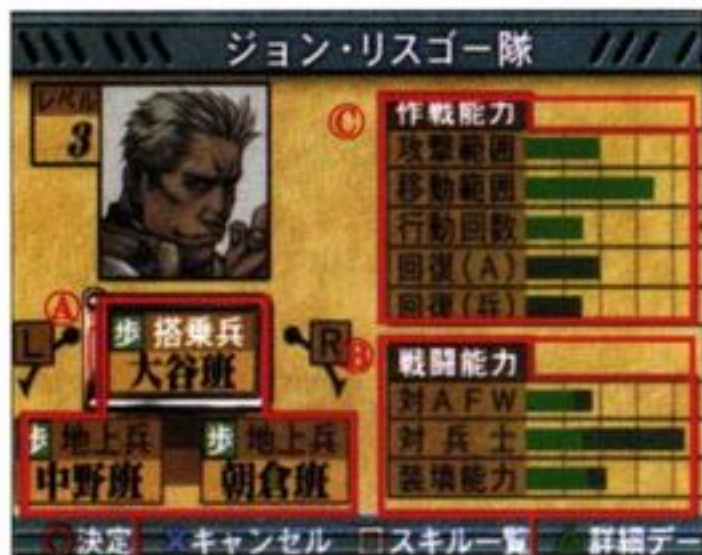 ジョン・リスゴー隊
レベル
3
Ⓒ
作戦能力
攻撃範囲
移動範囲
行動回数
回復(A)
回復(兵)
Ⓐ
L
歩 搭乗兵
大谷班
R
歩 地上兵
中野班
歩 地上兵
朝倉班
Ⓑ
戦闘能力
対AFW
対兵士
装填能力
○決定 ×キャンセル □スキル一覧 △詳細デー